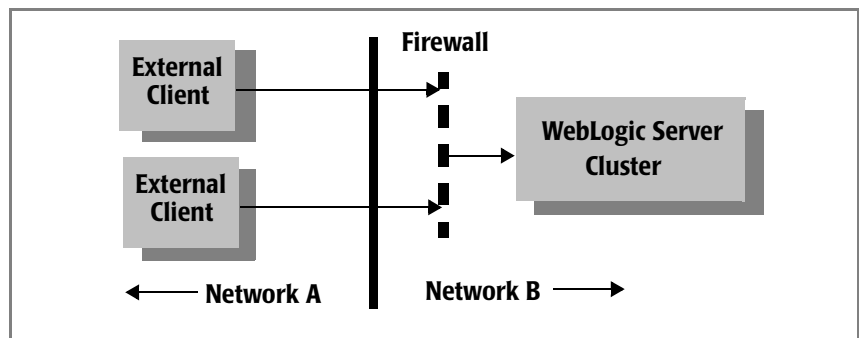 Firewall
External
Client
WebLogic Server
Cluster
External
Client
Network A
Network B